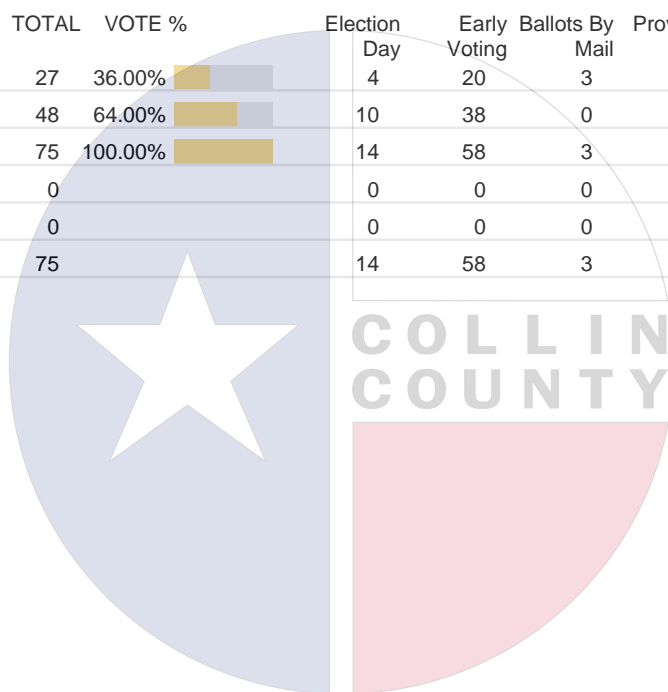 TOTAL VOTE % Election Day Early Voting Ballots By Mail
27 36.00% 4 20 3
48 64.00% 10 38 0
75 100.00% 14 58 3
0 0 0 0
0 0 0 0
75 14 58 3
COLLIN
COUNTY